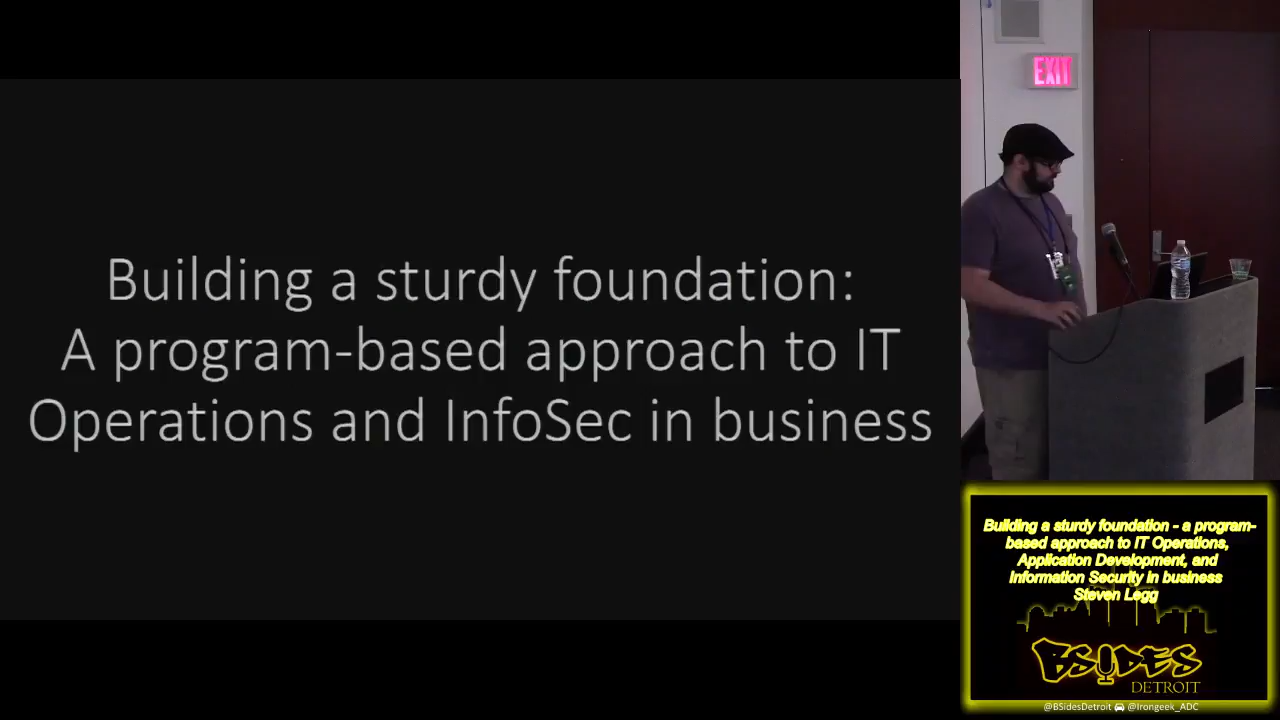 Building a sturdy foundation:
A program-based approach to IT
Operations and InfoSec in business
EXIT
Building a sturdy foundation - a program-
based approach to IT Operations,
Application Development, and
Information Security in business
Steven Legg
BSIDES
DETROIT
@BSidesDetroit @Irongeek_ADC